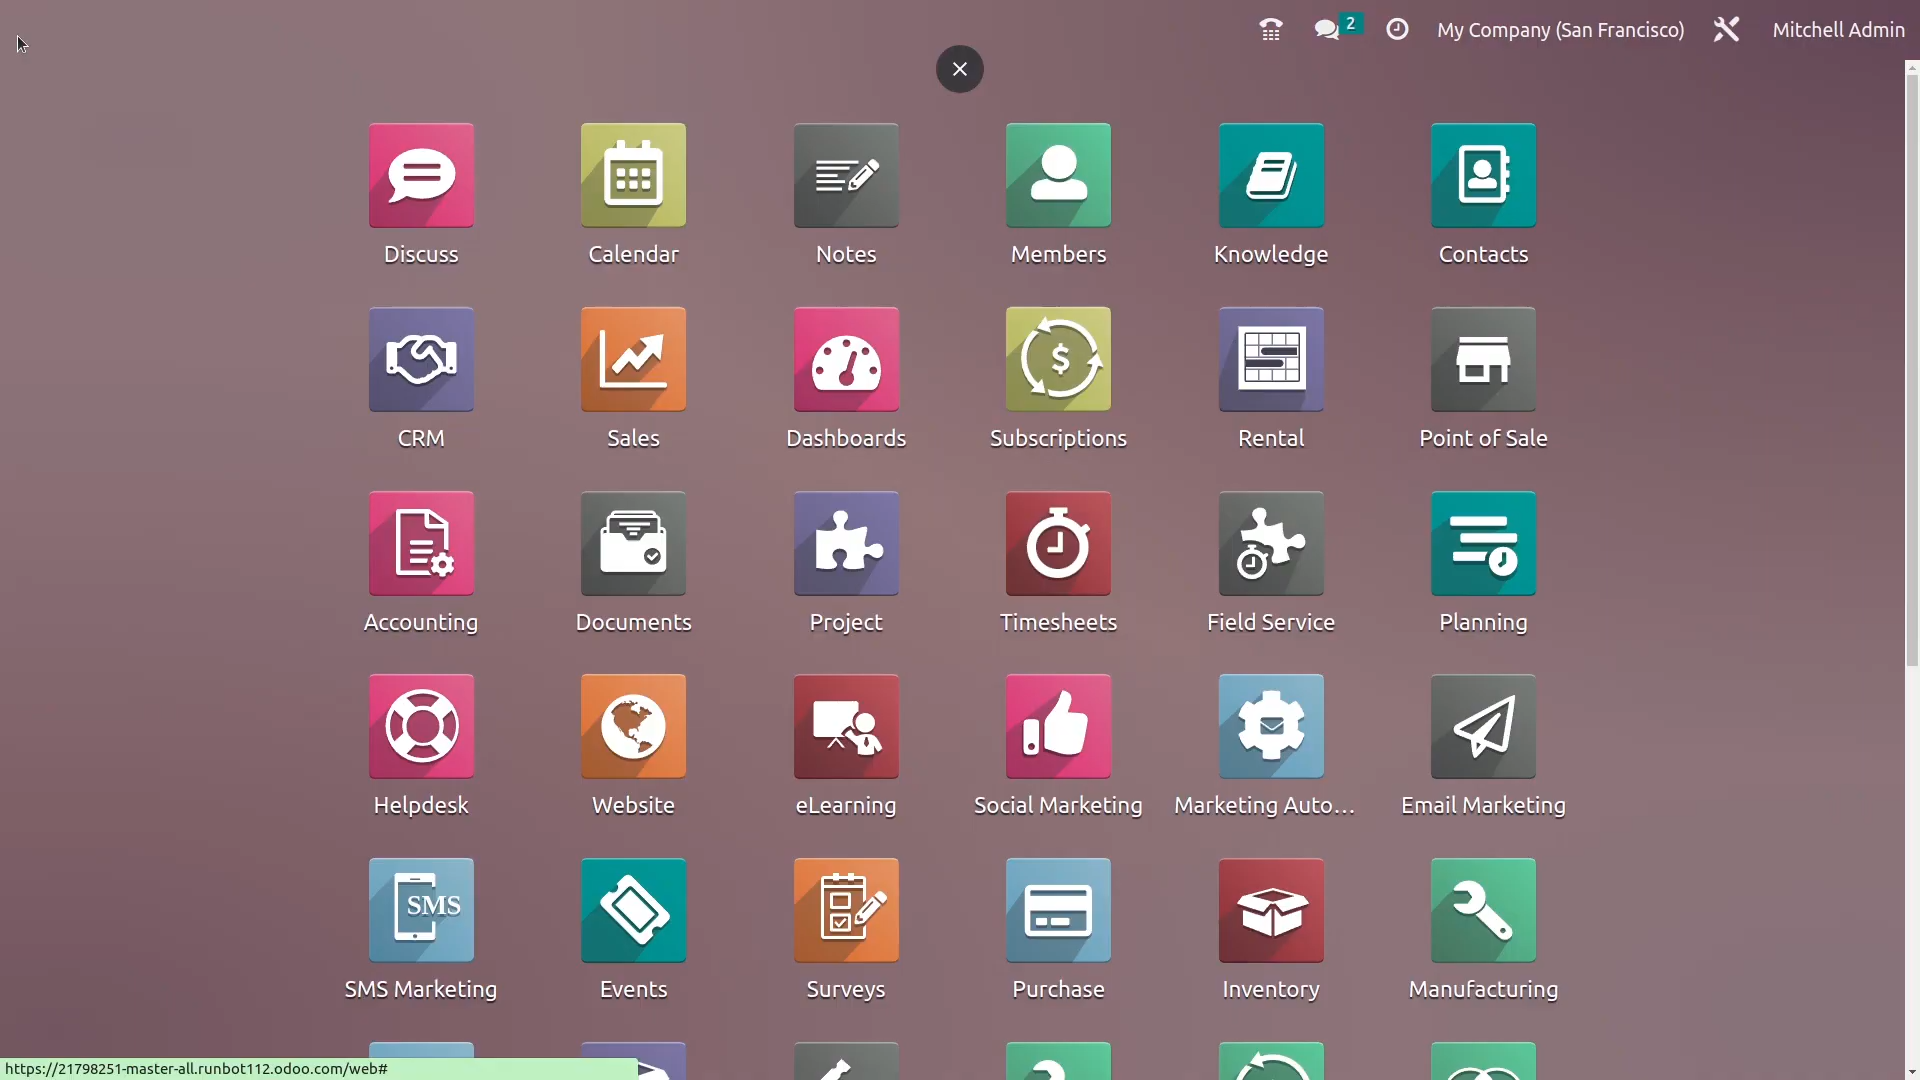 2
My Company (San Francisco)
Mitchell Admin
Discuss
Calendar
Notes
Members
Knowledge
Contacts
CRM
Sales
Dashboards
$
Subscriptions
Rental
Point of Sale
Accounting
Documents
Project
Timesheets
Field Service
Planning
Helpdesk
Website
eLearning
Social Marketing
Marketing Auto...
Email Marketing
SMS
SMS Marketing
Events
Surveys
Purchase
Inventory
Manufacturing
https://21798251-master-all.runbot112.odoo.com/web#